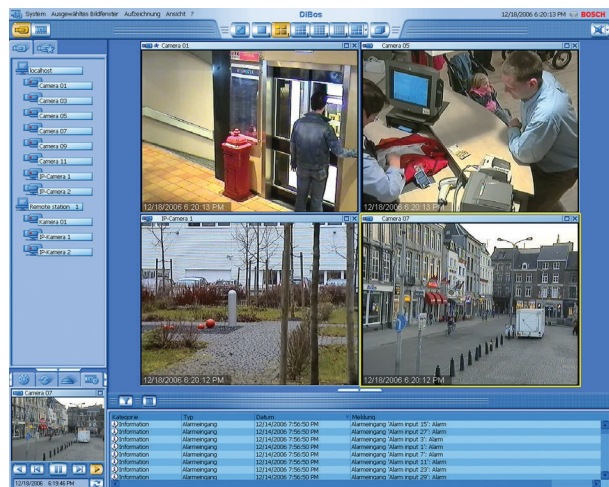 System Ausgewähltes Bildfenster Aufzeichnung Ansicht ?
DiBos
12/18/2006 6:20:13 PM
BOSCH
localhost
Camera 01
Camera 03
Camera 05
Camera 07
Camera 09
Camera 11
IP-Camera 1
IP-Camera 2
Remote station 1
Kamera 01
IP-Kamera 1
IP-Kamera 2
Camera 01
12/18/2006 6:20:13 PM
Camera 05
12/18/2006 6:20:13 PM
IP-Camera 1
12/18/2006 6:20:12 PM
Camera 07
12/18/2006 6:20:12 PM
Camera 07
12/18/2006 6:19:46 PM
Kategorie Typ Datum Meldung
Information Alarmeingang 12/14/2006 7:56:50 PM Alarmeingang 'Alarm input 15': Alarm
Information Alarmeingang 12/14/2006 7:56:50 PM Alarmeingang 'Alarm input 27': Alarm
Information Alarmeingang 12/14/2006 7:56:50 PM Alarmeingang 'Alarm input 3': Alarm
Information Alarmeingang 12/14/2006 7:56:50 PM Alarmeingang 'Alarm input 7': Alarm
Information Alarmeingang 12/14/2006 7:56:50 PM Alarmeingang 'Alarm input 1': Alarm
Information Alarmeingang 12/14/2006 7:56:50 PM Alarmeingang 'Alarm input 11': Alarm
Information Alarmeingang 12/14/2006 7:56:50 PM Alarmeingang 'Alarm input 23': Alarm
Information Alarmeingang 12/14/2006 7:56:50 PM Alarmeingang 'Alarm input 29': Alarm